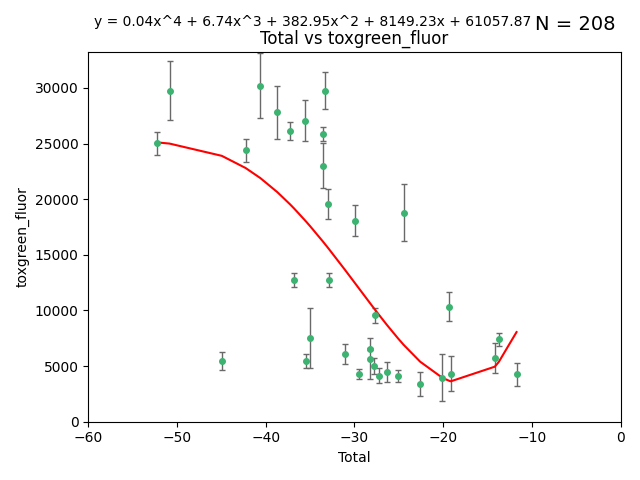 y = 0.04x^4 + 6.74x^3 + 382.95x^2 + 8149.23x + 61057.87 N = 208
Total vs toxgreen_fluor
30000
25000
20000
15000
10000
5000
0
toxgreen_fluor
−60 −50 −40 −30 −20 −10 0
Total